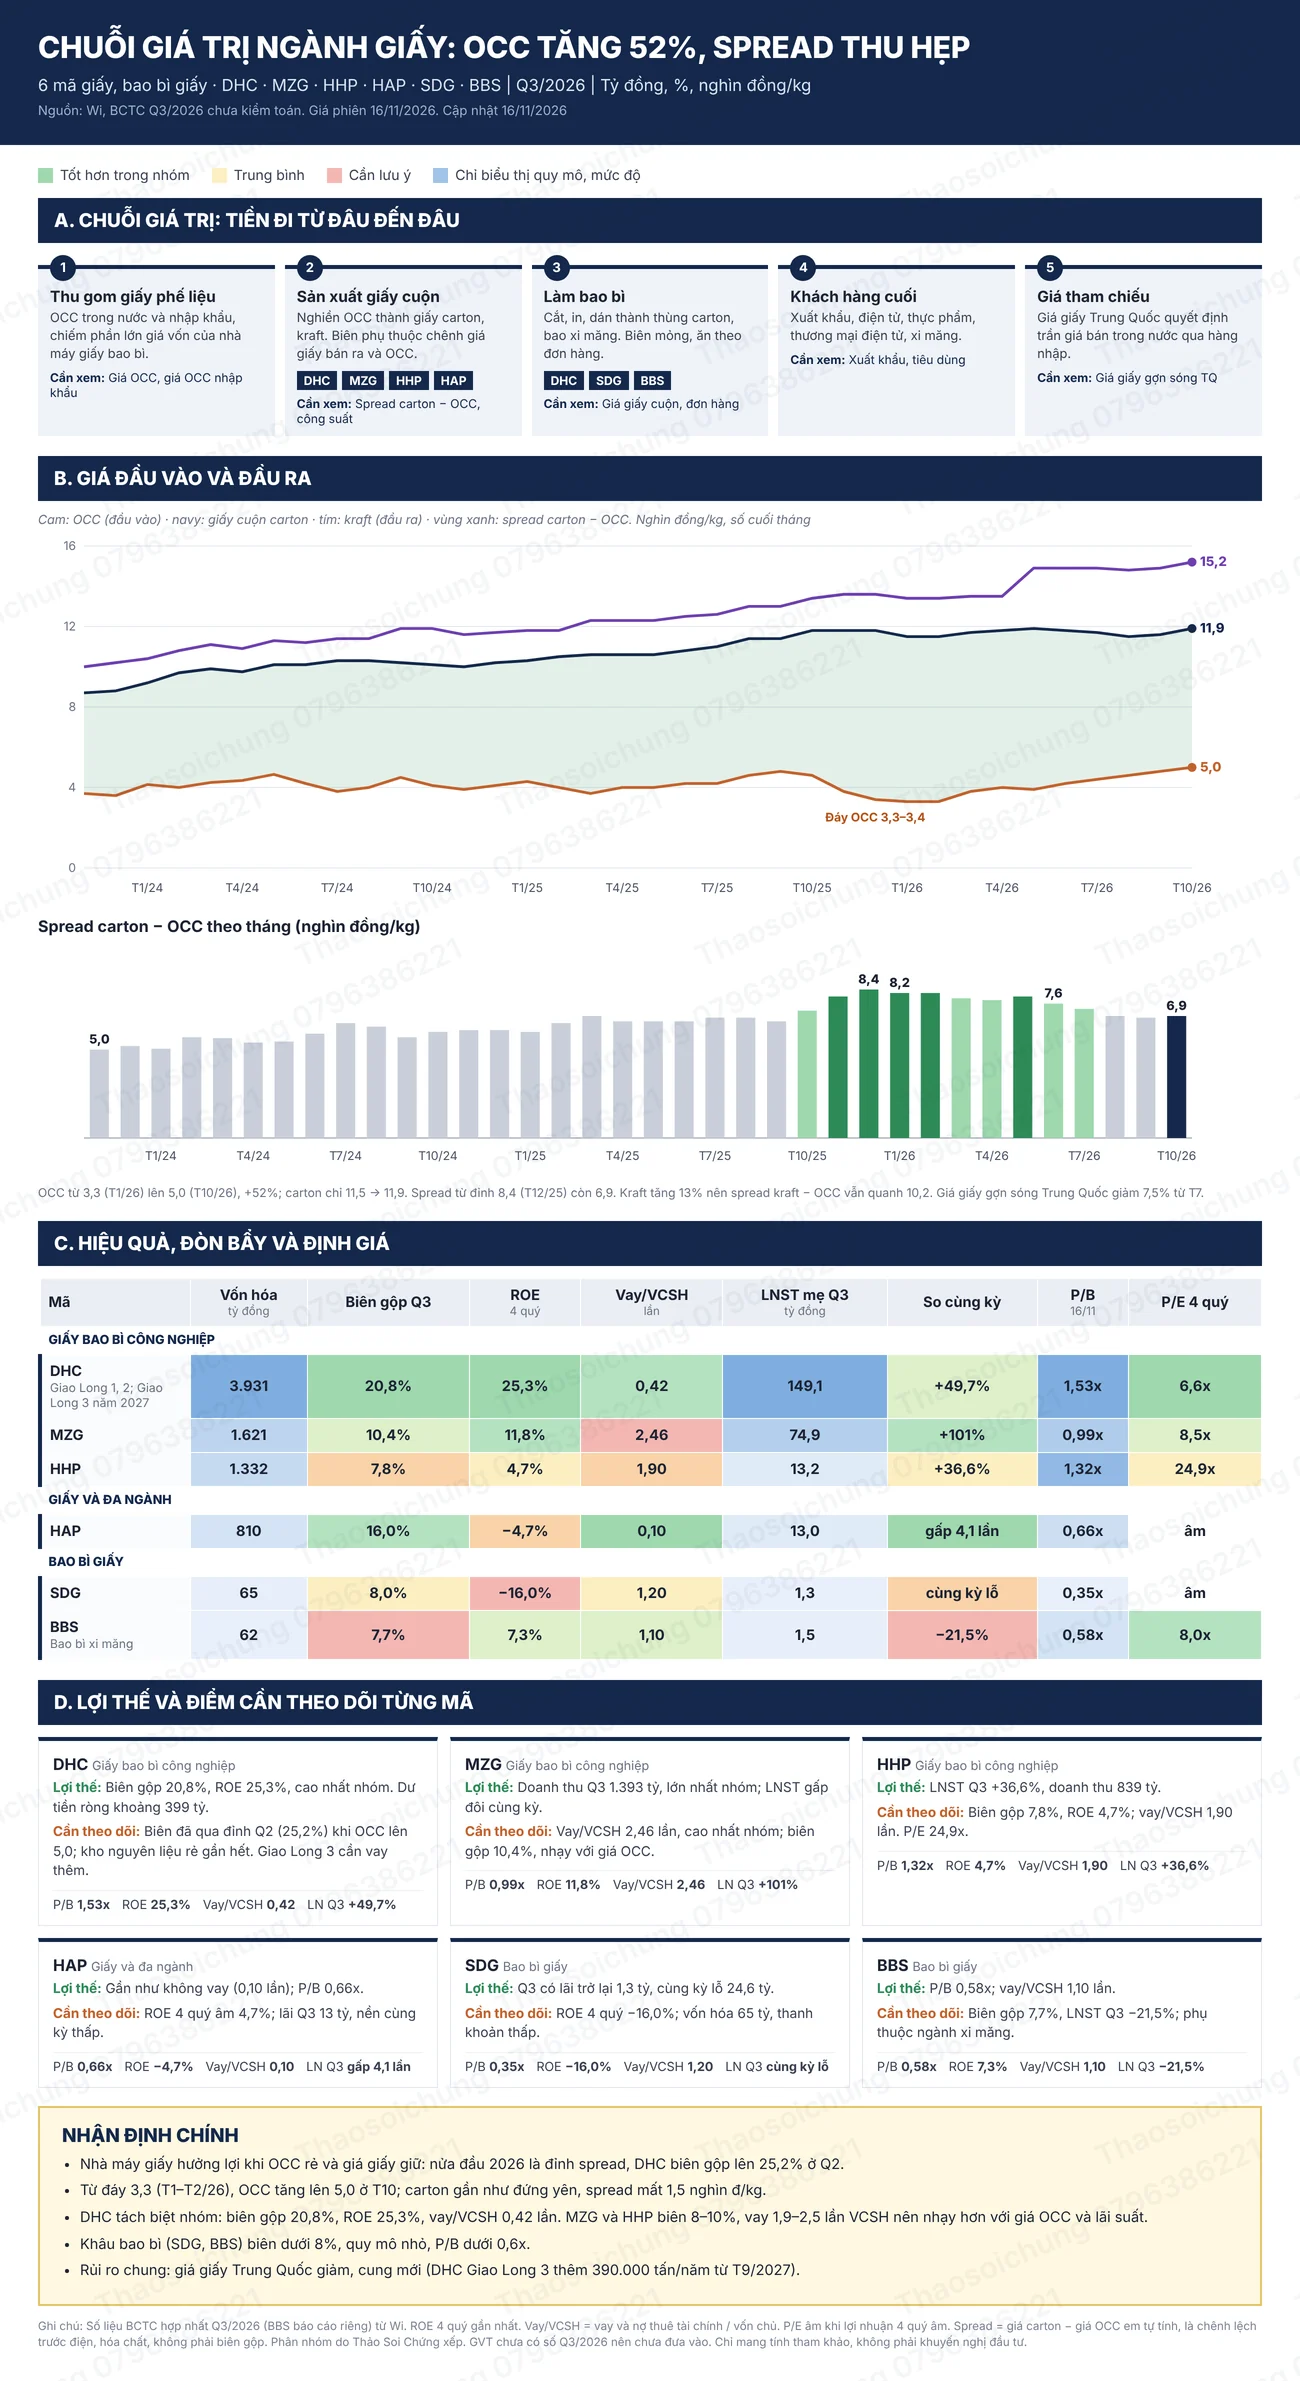 CHUỖI GIÁ TRỊ NGÀNH GIẤY: OCC TĂNG 52%, SPREAD THU HẸP
6 mã giấy, bao bì giấy · DHC · MZG · HHP · HAP · SDG · BBS | Q3/2026 | Tỷ đồng, %, nghìn đồng/kg
Nguồn: Wi, BCTC Q3/2026 chưa kiểm toán. Giá phiên 16/11/2026. Cập nhật 16/11/2026
Tốt hơn trong nhóm
Trung bình
Cần lưu ý
Chỉ biểu thị quy mô, mức độ
A. CHUỖI GIÁ TRỊ: TIỀN ĐI TỪ ĐÂU ĐẾN ĐÂU
1
Thu gom giấy phế liệu
OCC trong nước và nhập khẩu,
chiếm phần lớn giá vốn của nhà
máy giấy bao bì.
Cần xem: Giá OCC, giá OCC nhập
khẩu
2
Sản xuất giấy cuộn
Nghiền OCC thành giấy carton,
kraft. Biên phụ thuộc chênh giá
giấy bán ra và OCC.
DHC MZG HHP HAP
Cần xem: Spread carton − OCC,
công suất
3
Làm bao bì
Cắt, in, dán thành thùng carton,
bao xi măng. Biên mỏng, ăn theo
đơn hàng.
DHC SDG BBS
Cần xem: Giá giấy cuộn, đơn hàng
4
Khách hàng cuối
Xuất khẩu, điện tử, thực phẩm,
thương mại điện tử, xi măng.
Cần xem: Xuất khẩu, tiêu dùng
5
Giá tham chiếu
Giá giấy Trung Quốc quyết định
trần giá bán trong nước qua hàng
nhập.
Cần xem: Giá giấy gợn sóng TQ
B. GIÁ ĐẦU VÀO VÀ ĐẦU RA
Cam: OCC (đầu vào) · navy: giấy cuộn carton · tím: kraft (đầu ra) · vùng xanh: spread carton − OCC. Nghìn đồng/kg, số cuối tháng
16
15,2
12
11,9
8
5,0
4
Đáy OCC 3,3–3,4
0
T1/24 T4/24 T7/24 T10/24 T1/25 T4/25 T7/25 T10/25 T1/26 T4/26 T7/26 T10/26
Spread carton − OCC theo tháng (nghìn đồng/kg)
5,0 8,4 8,2 7,6 6,9
T1/24 T4/24 T7/24 T10/24 T1/25 T4/25 T7/25 T10/25 T1/26 T4/26 T7/26 T10/26
OCC từ 3,3 (T1/26) lên 5,0 (T10/26), +52%; carton chỉ 11,5 → 11,9. Spread từ đỉnh 8,4 (T12/25) còn 6,9. Kraft tăng 13% nên spread kraft − OCC vẫn quanh 10,2. Giá giấy gợn sóng Trung Quốc giảm 7,5% từ T7.
C. HIỆU QUẢ, ĐÒN BẨY VÀ ĐỊNH GIÁ
Mã Vốn hóa Biên gộp Q3 ROE Vay/VCSH LNST mẹ Q3 So cùng kỳ P/B P/E 4 quý
tỷ đồng 4 quý lần tỷ đồng 16/11
GIẤY BAO BÌ CÔNG NGHIỆP
DHC 3.931 20,8% 25,3% 0,42 149,1 +49,7% 1,53x 6,6x
Giao Long 1, 2; Giao
Long 3 năm 2027
MZG 1.621 10,4% 11,8% 2,46 74,9 +101% 0,99x 8,5x
HHP 1.332 7,8% 4,7% 1,90 13,2 +36,6% 1,32x 24,9x
GIẤY VÀ ĐA NGÀNH
HAP 810 16,0% −4,7% 0,10 13,0 gấp 4,1 lần 0,66x âm
BAO BÌ GIẤY
SDG 65 8,0% −16,0% 1,20 1,3 cùng kỳ lỗ 0,35x âm
BBS 62 7,7% 7,3% 1,10 1,5 −21,5% 0,58x 8,0x
Bao bì xi măng
D. LỢI THẾ VÀ ĐIỂM CẦN THEO DÕI TỪNG MÃ
DHC Giấy bao bì công nghiệp
Lợi thế: Biên gộp 20,8%, ROE 25,3%, cao nhất nhóm. Dư
tiền ròng khoảng 399 tỷ.
Cần theo dõi: Biên đã qua đỉnh Q2 (25,2%) khi OCC lên
5,0; kho nguyên liệu rẻ gần hết. Giao Long 3 cần vay
thêm.
P/B 1,53x ROE 25,3% Vay/VCSH 0,42 LN Q3 +49,7%
MZG Giấy bao bì công nghiệp
Lợi thế: Doanh thu Q3 1.393 tỷ, lớn nhất nhóm; LNST gấp
đôi cùng kỳ.
Cần theo dõi: Vay/VCSH 2,46 lần, cao nhất nhóm; biên
gộp 10,4%, nhạy với giá OCC.
P/B 0,99x ROE 11,8% Vay/VCSH 2,46 LN Q3 +101%
HHP Giấy bao bì công nghiệp
Lợi thế: LNST Q3 +36,6%, doanh thu 839 tỷ.
Cần theo dõi: Biên gộp 7,8%, ROE 4,7%; vay/VCSH 1,90
lần. P/E 24,9x.
P/B 1,32x ROE 4,7% Vay/VCSH 1,90 LN Q3 +36,6%
HAP Giấy và đa ngành
Lợi thế: Gần như không vay (0,10 lần); P/B 0,66x.
Cần theo dõi: ROE 4 quý âm 4,7%; lãi Q3 13 tỷ, nền cùng
kỳ thấp.
P/B 0,66x ROE −4,7% Vay/VCSH 0,10 LN Q3 gấp 4,1 lần
SDG Bao bì giấy
Lợi thế: Q3 có lãi trở lại 1,3 tỷ, cùng kỳ lỗ 24,6 tỷ.
Cần theo dõi: ROE 4 quý −16,0%; vốn hóa 65 tỷ, thanh
khoản thấp.
P/B 0,35x ROE −16,0% Vay/VCSH 1,20 LN Q3 cùng kỳ lỗ
BBS Bao bì giấy
Lợi thế: P/B 0,58x; vay/VCSH 1,10 lần.
Cần theo dõi: Biên gộp 7,7%, LNST Q3 −21,5%; phụ
thuộc ngành xi măng.
P/B 0,58x ROE 7,3% Vay/VCSH 1,10 LN Q3 −21,5%
NHẬN ĐỊNH CHÍNH
• Nhà máy giấy hưởng lợi khi OCC rẻ và giá giấy giữ: nửa đầu 2026 là đỉnh spread, DHC biên gộp lên 25,2% ở Q2.
• Từ đáy 3,3 (T1–T2/26), OCC tăng lên 5,0 ở T10; carton gần như đứng yên, spread mất 1,5 nghìn đ/kg.
• DHC tách biệt nhóm: biên gộp 20,8%, ROE 25,3%, vay/VCSH 0,42 lần. MZG và HHP biên 8–10%, vay 1,9–2,5 lần VCSH nên nhạy hơn với giá OCC và lãi suất.
• Khâu bao bì (SDG, BBS) biên dưới 8%, quy mô nhỏ, P/B dưới 0,6x.
• Rủi ro chung: giá giấy Trung Quốc giảm, cung mới (DHC Giao Long 3 thêm 390.000 tấn/năm từ T9/2027).
Ghi chú: Số liệu BCTC hợp nhất Q3/2026 (BBS báo cáo riêng) từ Wi. ROE 4 quý gần nhất. Vay/VCSH = vay và nợ thuê tài chính / vốn chủ. P/E âm khi lợi nhuận 4 quý âm. Spread = giá carton − giá OCC em tự tính, là chênh lệch
trước điện, hóa chất, không phải biên gộp. Phân nhóm do Thảo Soi Chứng xếp. GVT chưa có số Q3/2026 nên chưa đưa vào. Chỉ mang tính tham khảo, không phải khuyến nghị đầu tư.
Thaosoichung 0796386221